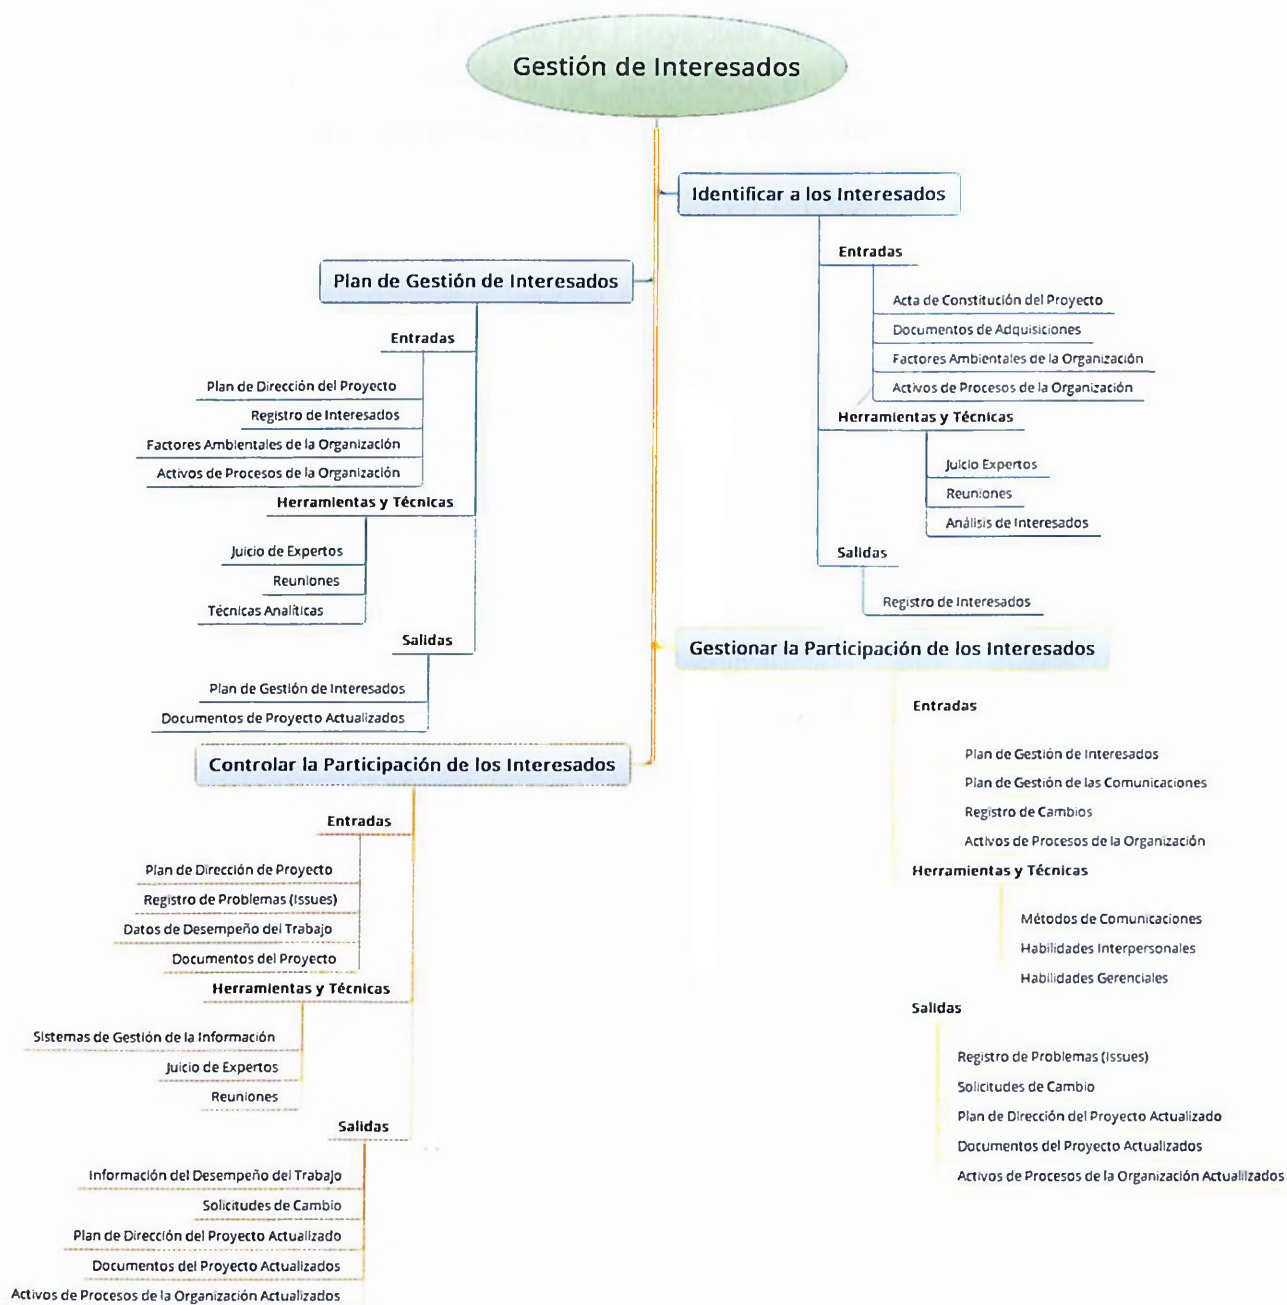 Gestión de Interesados
Identificar a los Interesados
Entradas
Acta de Constitución del Proyecto
Documentos de Adquisiciones
Factores Ambientales de la Organización
Activos de Procesos de la Organización
Herramientas y Técnicas
Juicio Expertos
Reuniones
Análisis de Interesados
Salidas
Registro de Interesados
Plan de Gestión de Interesados
Entradas
Plan de Dirección del Proyecto
Registro de Interesados
Factores Ambientales de la Organización
Activos de Procesos de la Organización
Herramientas y Técnicas
Juicio de Expertos
Reuniones
Técnicas Analíticas
Salidas
Plan de Gestión de Interesados
Documentos de Proyecto Actualizados
Gestionar la Participación de los Interesados
Entradas
Plan de Gestión de Interesados
Plan de Gestión de las Comunicaciones
Registro de Cambios
Activos de Procesos de la Organización
Herramientas y Técnicas
Métodos de Comunicaciones
Habilidades Interpersonales
Habilidades Gerenciales
Salidas
Registro de Problemas (Issues)
Solicitudes de Cambio
Plan de Dirección del Proyecto Actualizado
Documentos del Proyecto Actualizados
Activos de Procesos de la Organización Actualilzados
Controlar la Participación de los Interesados
Entradas
Plan de Dirección de Proyecto
Registro de Problemas (Issues)
Datos de Desempeño del Trabajo
Documentos del Proyecto
Herramientas y Técnicas
Sistemas de Gestión de la Información
Juicio de Expertos
Reuniones
Salidas
Información del Desempeño del Trabajo
Solicitudes de Cambio
Plan de Dirección del Proyecto Actualizado
Documentos del Proyecto Actualizados
Activos de Procesos de la Organización Actualizados